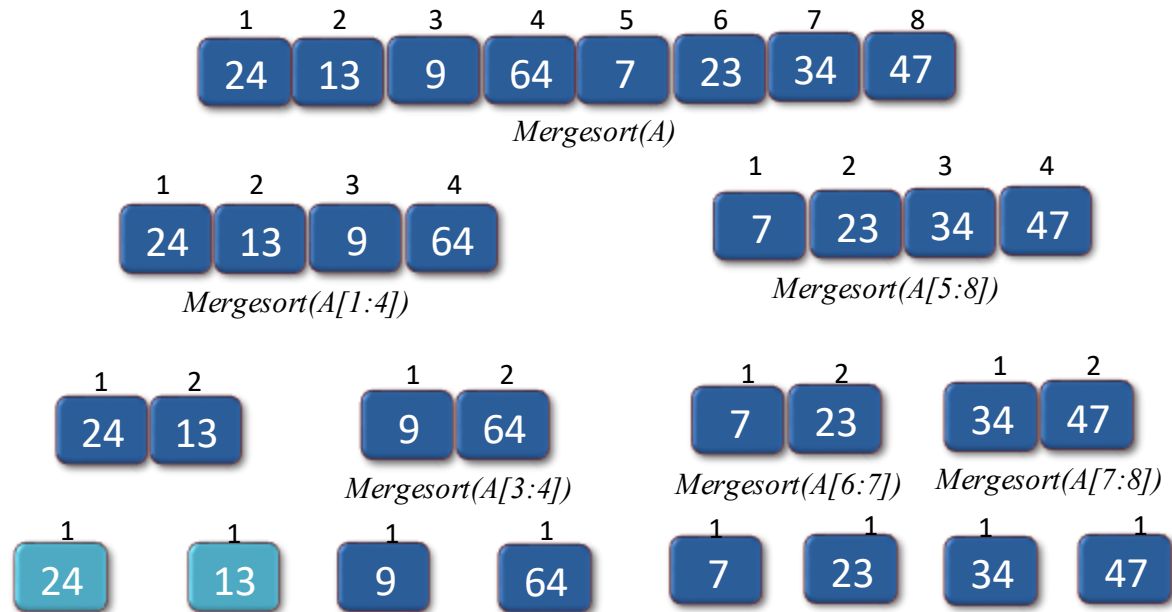 1 2 3 4 5 6 7 8
24 13 9 64 7 23 34 47
Mergesort(A)
1 2 3 4
24 13 9 64
Mergesort(A[1:4])
1 2 3 4
7 23 34 47
Mergesort(A[5:8])
1 2
24 13
1 2
9 64
Mergesort(A[3:4])
1 2
7 23
Mergesort(A[6:7])
1 2
34 47
Mergesort(A[7:8])
1 1 1 1 1 1 1 1
24 13 9 64 7 23 34 47